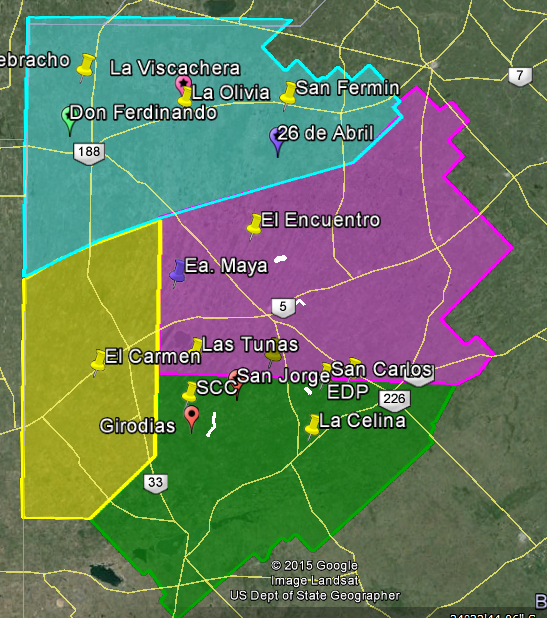 ebracho
La Viscachera
7
La Olivia
San Fermin
Don Ferdinando
26 de Abril
188
El Encuentro
Ea. Maya
5
Las Tunas
El Carmen
San Carlos
San Jorge
SCC
EDP
226
Girodias
La Celina
33
© 2015 Google
Image Landsat
US Dept of State Geographer
B